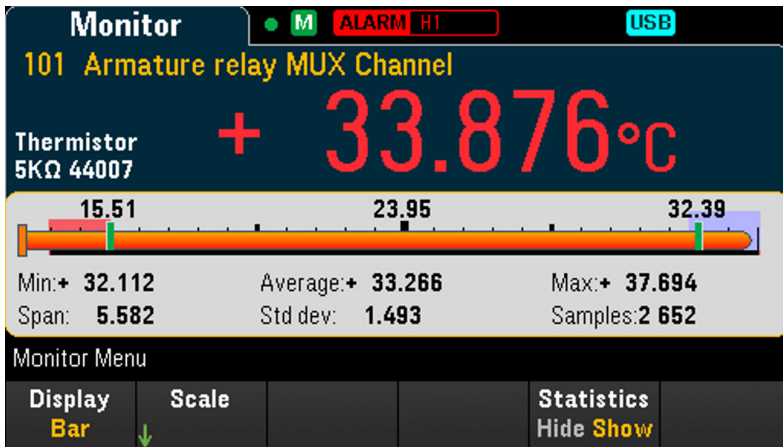 Monitor M ALARM H1 USB
101 Armature relay MUX Channel
+ 33.876°C
Thermistor
5KΩ 44007
15.51 23.95 32.39
Min:+ 32.112 Average:+ 33.266 Max:+ 37.694
Span: 5.582 Std dev: 1.493 Samples:2 652
Monitor Menu
Display Scale Statistics
Bar ↓ Hide Show